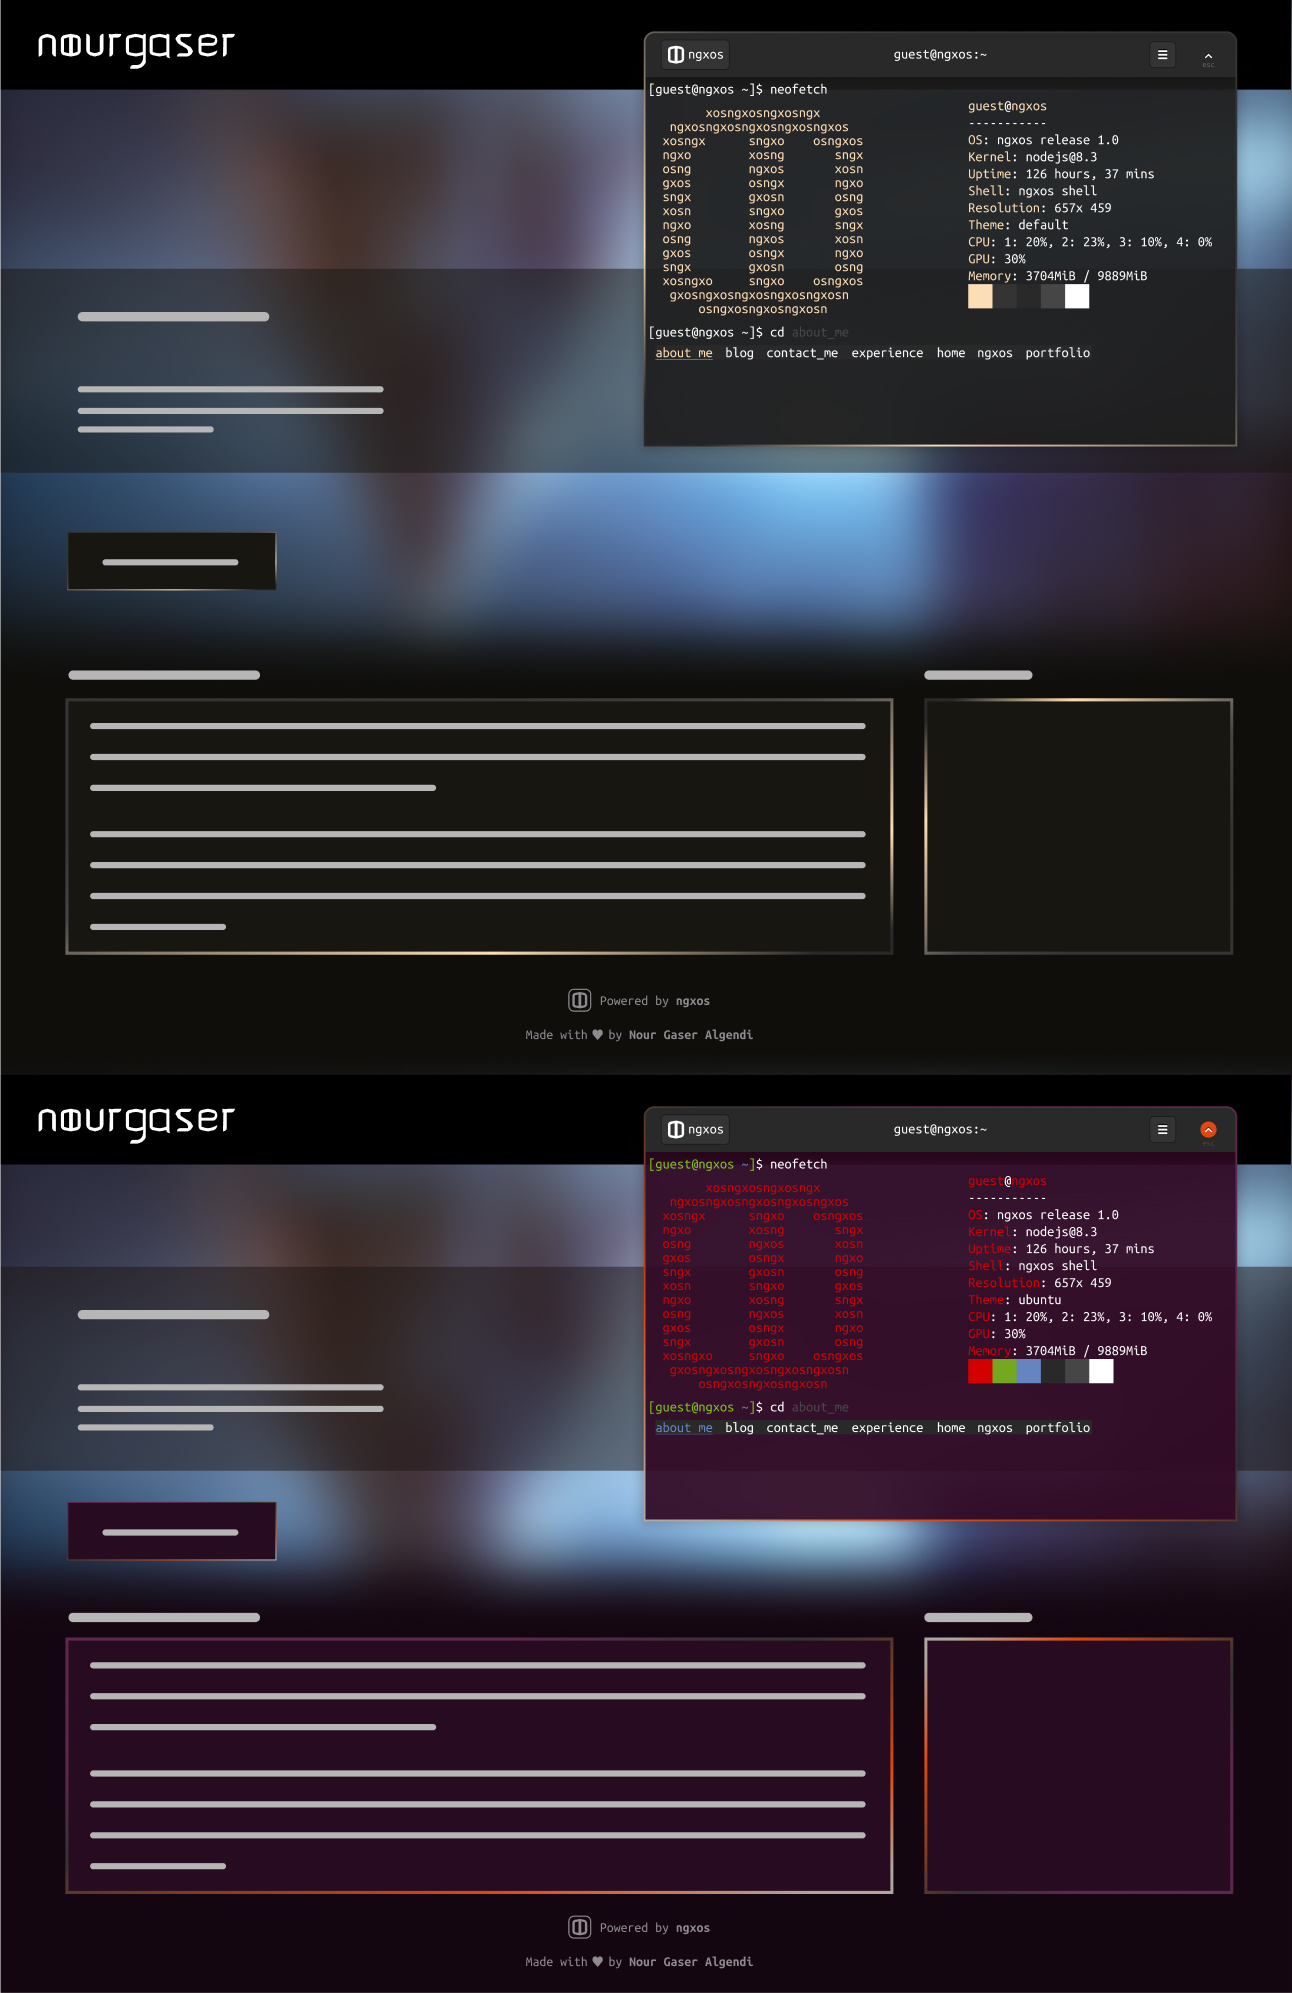 nourgaser
ngxos guest@ngxos:~ esc
[guest@ngxos ~]$ neofetch
xosngxosngxosngx
ngxosngxosngxosngxosngxos
xosngx sngxo osngxos
ngxo xosng sngx
osng ngxos xosn
gxos osngx ngxo
sngx gxosn osng
xosn sngxo gxos
ngxo xosng sngx
osng ngxos xosn
gxos osngx ngxo
sngx gxosn osng
xosngxo sngxo osngxos
gxosngxosngxosngxosngxosn
osngxosngxosngxosn
guest@ngxos
-----------
OS: ngxos release 1.0
Kernel: nodejs@8.3
Uptime: 126 hours, 37 mins
Shell: ngxos shell
Resolution: 657x 459
Theme: default
CPU: 1: 20%, 2: 23%, 3: 10%, 4: 0%
GPU: 30%
Memory: 3704MiB / 9889MiB
[guest@ngxos ~]$ cd about_me
about_me blog contact_me experience home ngxos portfolio
Powered by ngxos
Made with ♥ by Nour Gaser Algendi
nourgaser
ngxos guest@ngxos:~ esc
[guest@ngxos ~]$ neofetch
xosngxosngxosngx
ngxosngxosngxosngxosngxos
xosngx sngxo osngxos
ngxo xosng sngx
osng ngxos xosn
gxos osngx ngxo
sngx gxosn osng
xosn sngxo gxos
ngxo xosng sngx
osng ngxos xosn
gxos osngx ngxo
sngx gxosn osng
xosngxo sngxo osngxos
gxosngxosngxosngxosngxosn
osngxosngxosngxosn
guest@ngxos
-----------
OS: ngxos release 1.0
Kernel: nodejs@8.3
Uptime: 126 hours, 37 mins
Shell: ngxos shell
Resolution: 657x 459
Theme: ubuntu
CPU: 1: 20%, 2: 23%, 3: 10%, 4: 0%
GPU: 30%
Memory: 3704MiB / 9889MiB
[guest@ngxos ~]$ cd about_me
about_me blog contact_me experience home ngxos portfolio
Powered by ngxos
Made with ♥ by Nour Gaser Algendi